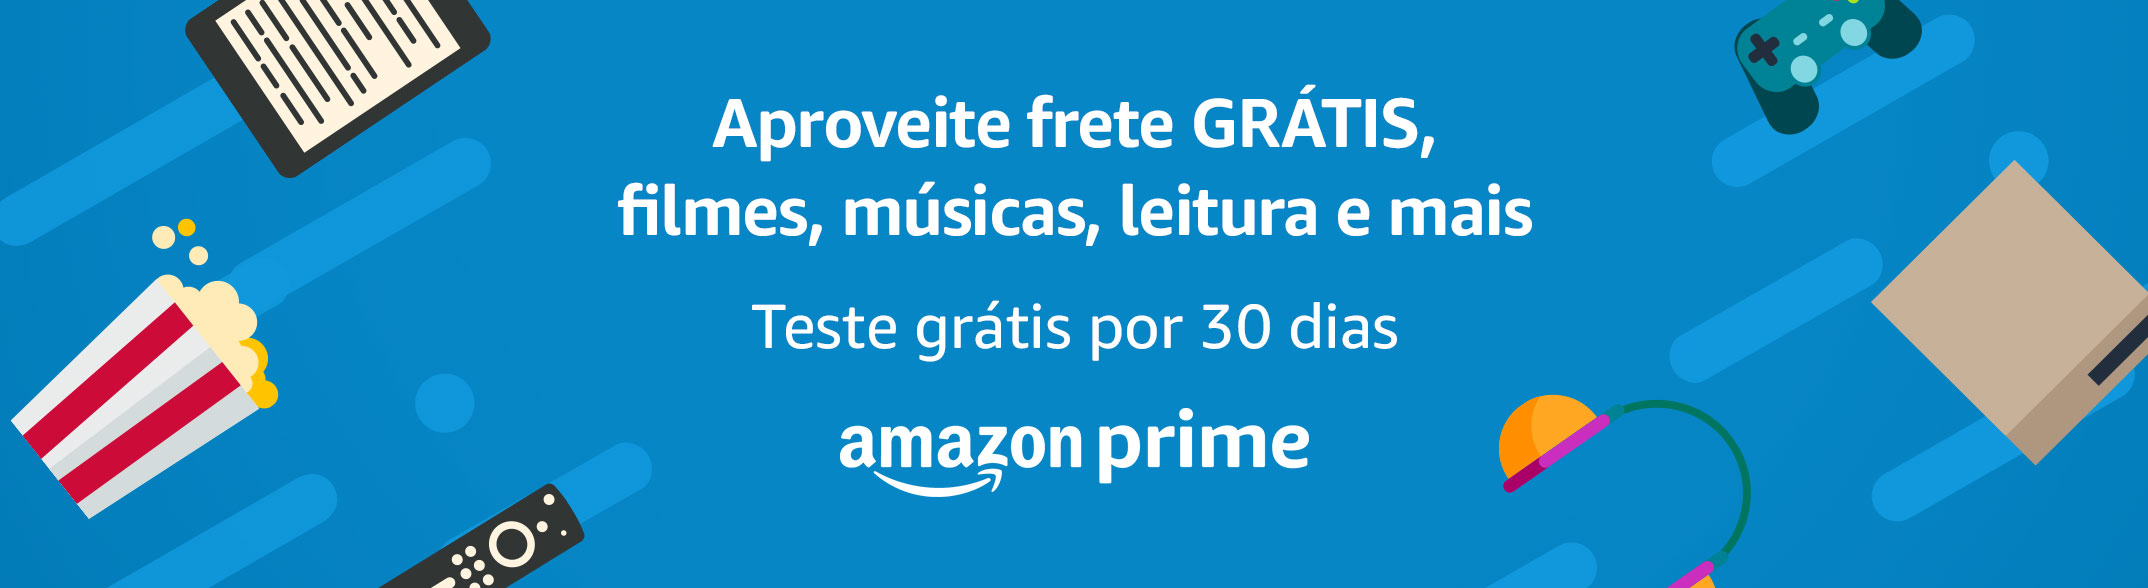 Aproveite frete GRÁTIS,
filmes, músicas, leitura e mais
Teste grátis por 30 dias
amazon prime